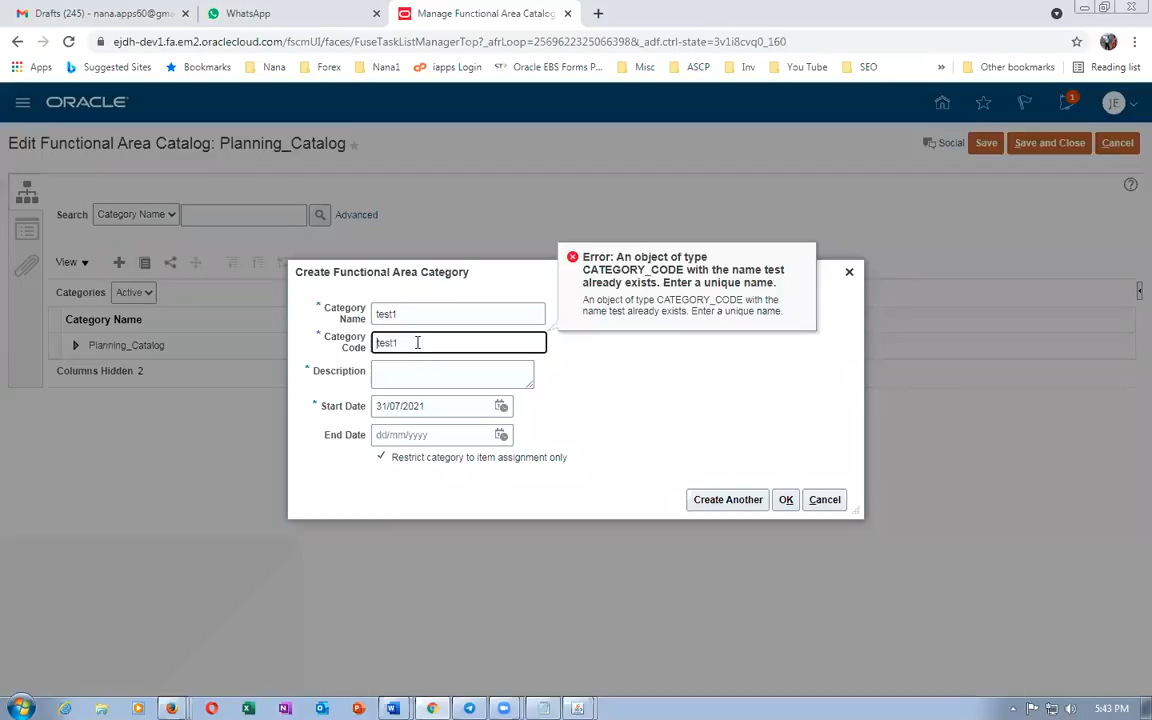 Drafts (245) - nana.apps60@gma
WhatsApp
Manage Functional Area Catalog
ejdh-dev1.fa.em2.oraclecloud.com/fscmUI/faces/FuseTaskListManagerTop?_afrLoop=2569622325066398&_adf.ctrl-state=3v1i8cvq0_160
Apps
Suggested Sites
Bookmarks
Nana
Forex
Nana1
iapps Login
Oracle EBS Forms P...
Misc
ASCP
Inv
You Tube
SEO
»
Other bookmarks
Reading list
ORACLE
1
JE
Edit Functional Area Catalog: Planning_Catalog
Social
Save
Save and Close
Cancel
Search
Category Name
Advanced
View
Categories
Active
Category Name
Planning_Catalog
Columns Hidden 2
Create Functional Area Category
Error: An object of type
CATEGORY_CODE with the name test
already exists. Enter a unique name.
An object of type CATEGORY_CODE with the
name test already exists. Enter a unique name.
* Category
Name
test1
* Category
Code
test1
* Description
* Start Date
31/07/2021
End Date
dd/mm/yyyy
Restrict category to item assignment only
Create Another
OK
Cancel
5:43 PM